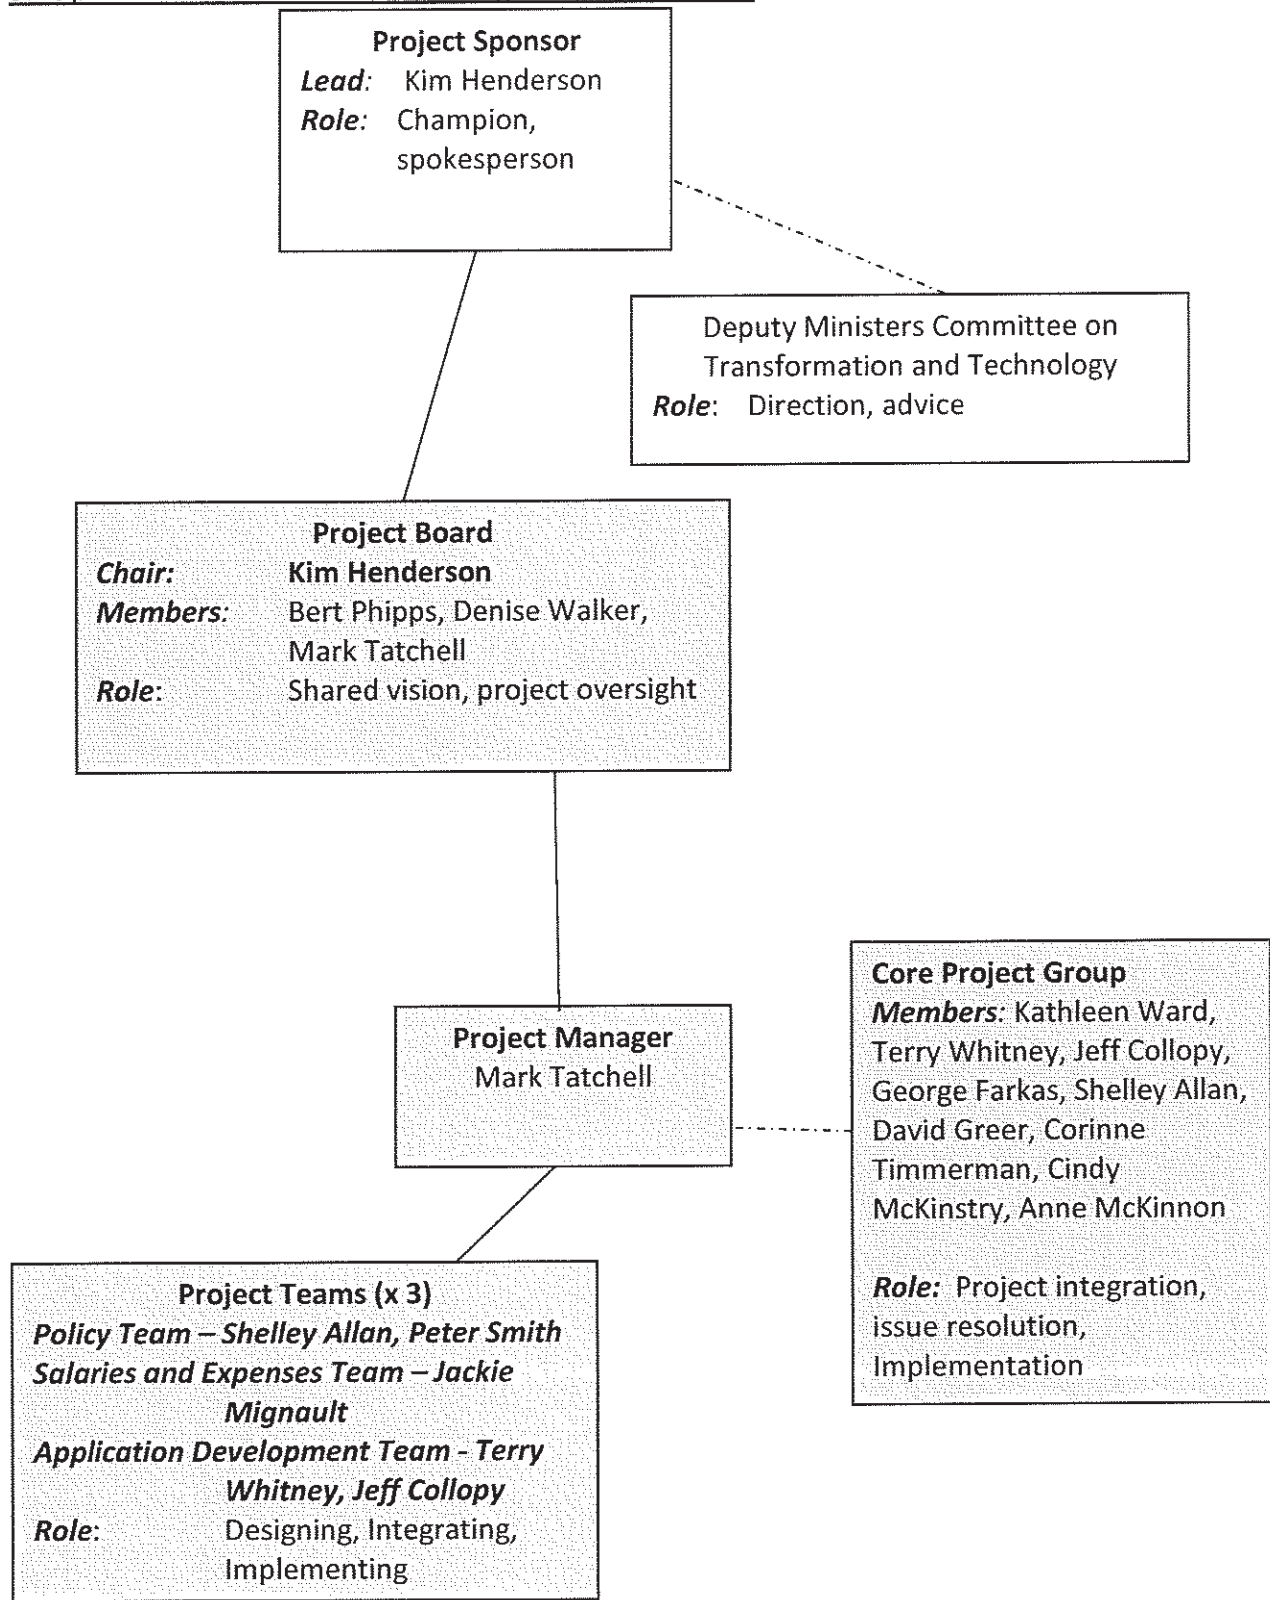 Project Sponsor
Lead: Kim Henderson
Role: Champion,
spokesperson
Deputy Ministers Committee on
Transformation and Technology
Role: Direction, advice
Project Board
Chair: Kim Henderson
Members: Bert Phipps, Denise Walker,
Mark Tatchell
Role: Shared vision, project oversight
Project Manager
Mark Tatchell
Core Project Group
Members: Kathleen Ward,
Terry Whitney, Jeff Collopy,
George Farkas, Shelley Allan,
David Greer, Corinne
Timmerman, Cindy
McKinstry, Anne McKinnon
Role: Project integration,
issue resolution,
Implementation
Project Teams (x 3)
Policy Team – Shelley Allan, Peter Smith
Salaries and Expenses Team – Jackie
Mignault
Application Development Team - Terry
Whitney, Jeff Collopy
Role: Designing, Integrating,
Implementing